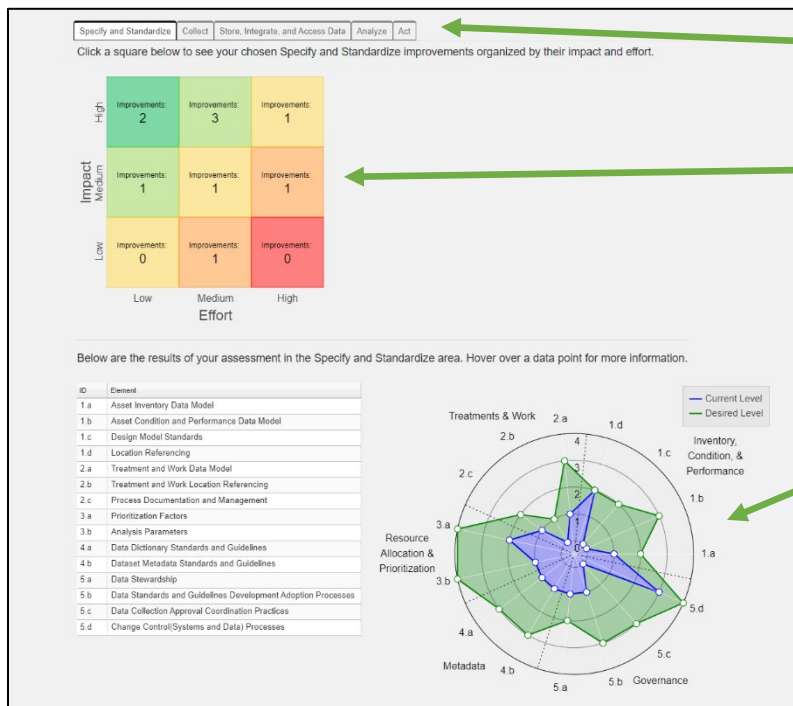 Specify and Standardize Collect Store, Integrate, and Access Data Analyze Act
Click a square below to see your chosen Specify and Standardize improvements organized by their impact and effort.
Impact
High
Improvements: Improvements: Improvements:
2 3 1
Medium
Improvements: Improvements: Improvements:
1 1 1
Low
Improvements: Improvements: Improvements:
0 1 0
Low Medium High
Effort
Below are the results of your assessment in the Specify and Standardize area. Hover over a data point for more information.
ID Element
1.a Asset Inventory Data Model
1.b Asset Condition and Performance Data Model
1.c Design Model Standards
1.d Location Referencing
2.a Treatment and Work Data Model
2.b Treatment and Work Location Referencing
2.c Process Documentation and Management
3.a Prioritization Factors
3.b Analysis Parameters
4.a Data Dictionary Standards and Guidelines
4.b Dataset Metadata Standards and Guidelines
5.a Data Stewardship
5.b Data Standards and Guidelines Development Adoption Processes
5.c Data Collection Approval Coordination Practices
5.d Change Control(Systems and Data) Processes
Current Level
Desired Level
Treatments & Work
Inventory,
Condition, &
Performance
Resource
Allocation &
Prioritization
Metadata
Governance
1.a
1.b
1.c
1.d
2.a
2.b
2.c
3.a
3.b
4.a
4.b
5.a
5.b
5.c
5.d
4
3
2
1
0